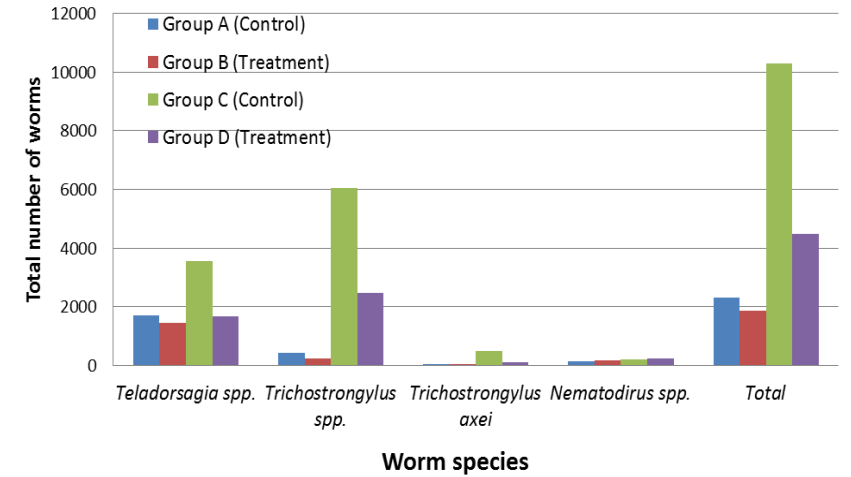 Total number of worms
12000
10000
8000
6000
4000
2000
0
Group A (Control)
Group B (Treatment)
Group C (Control)
Group D (Treatment)
Teladorsagia spp.
Trichostrongylus
spp.
Trichostrongylus
axei
Nematodirus spp.
Total
Worm species